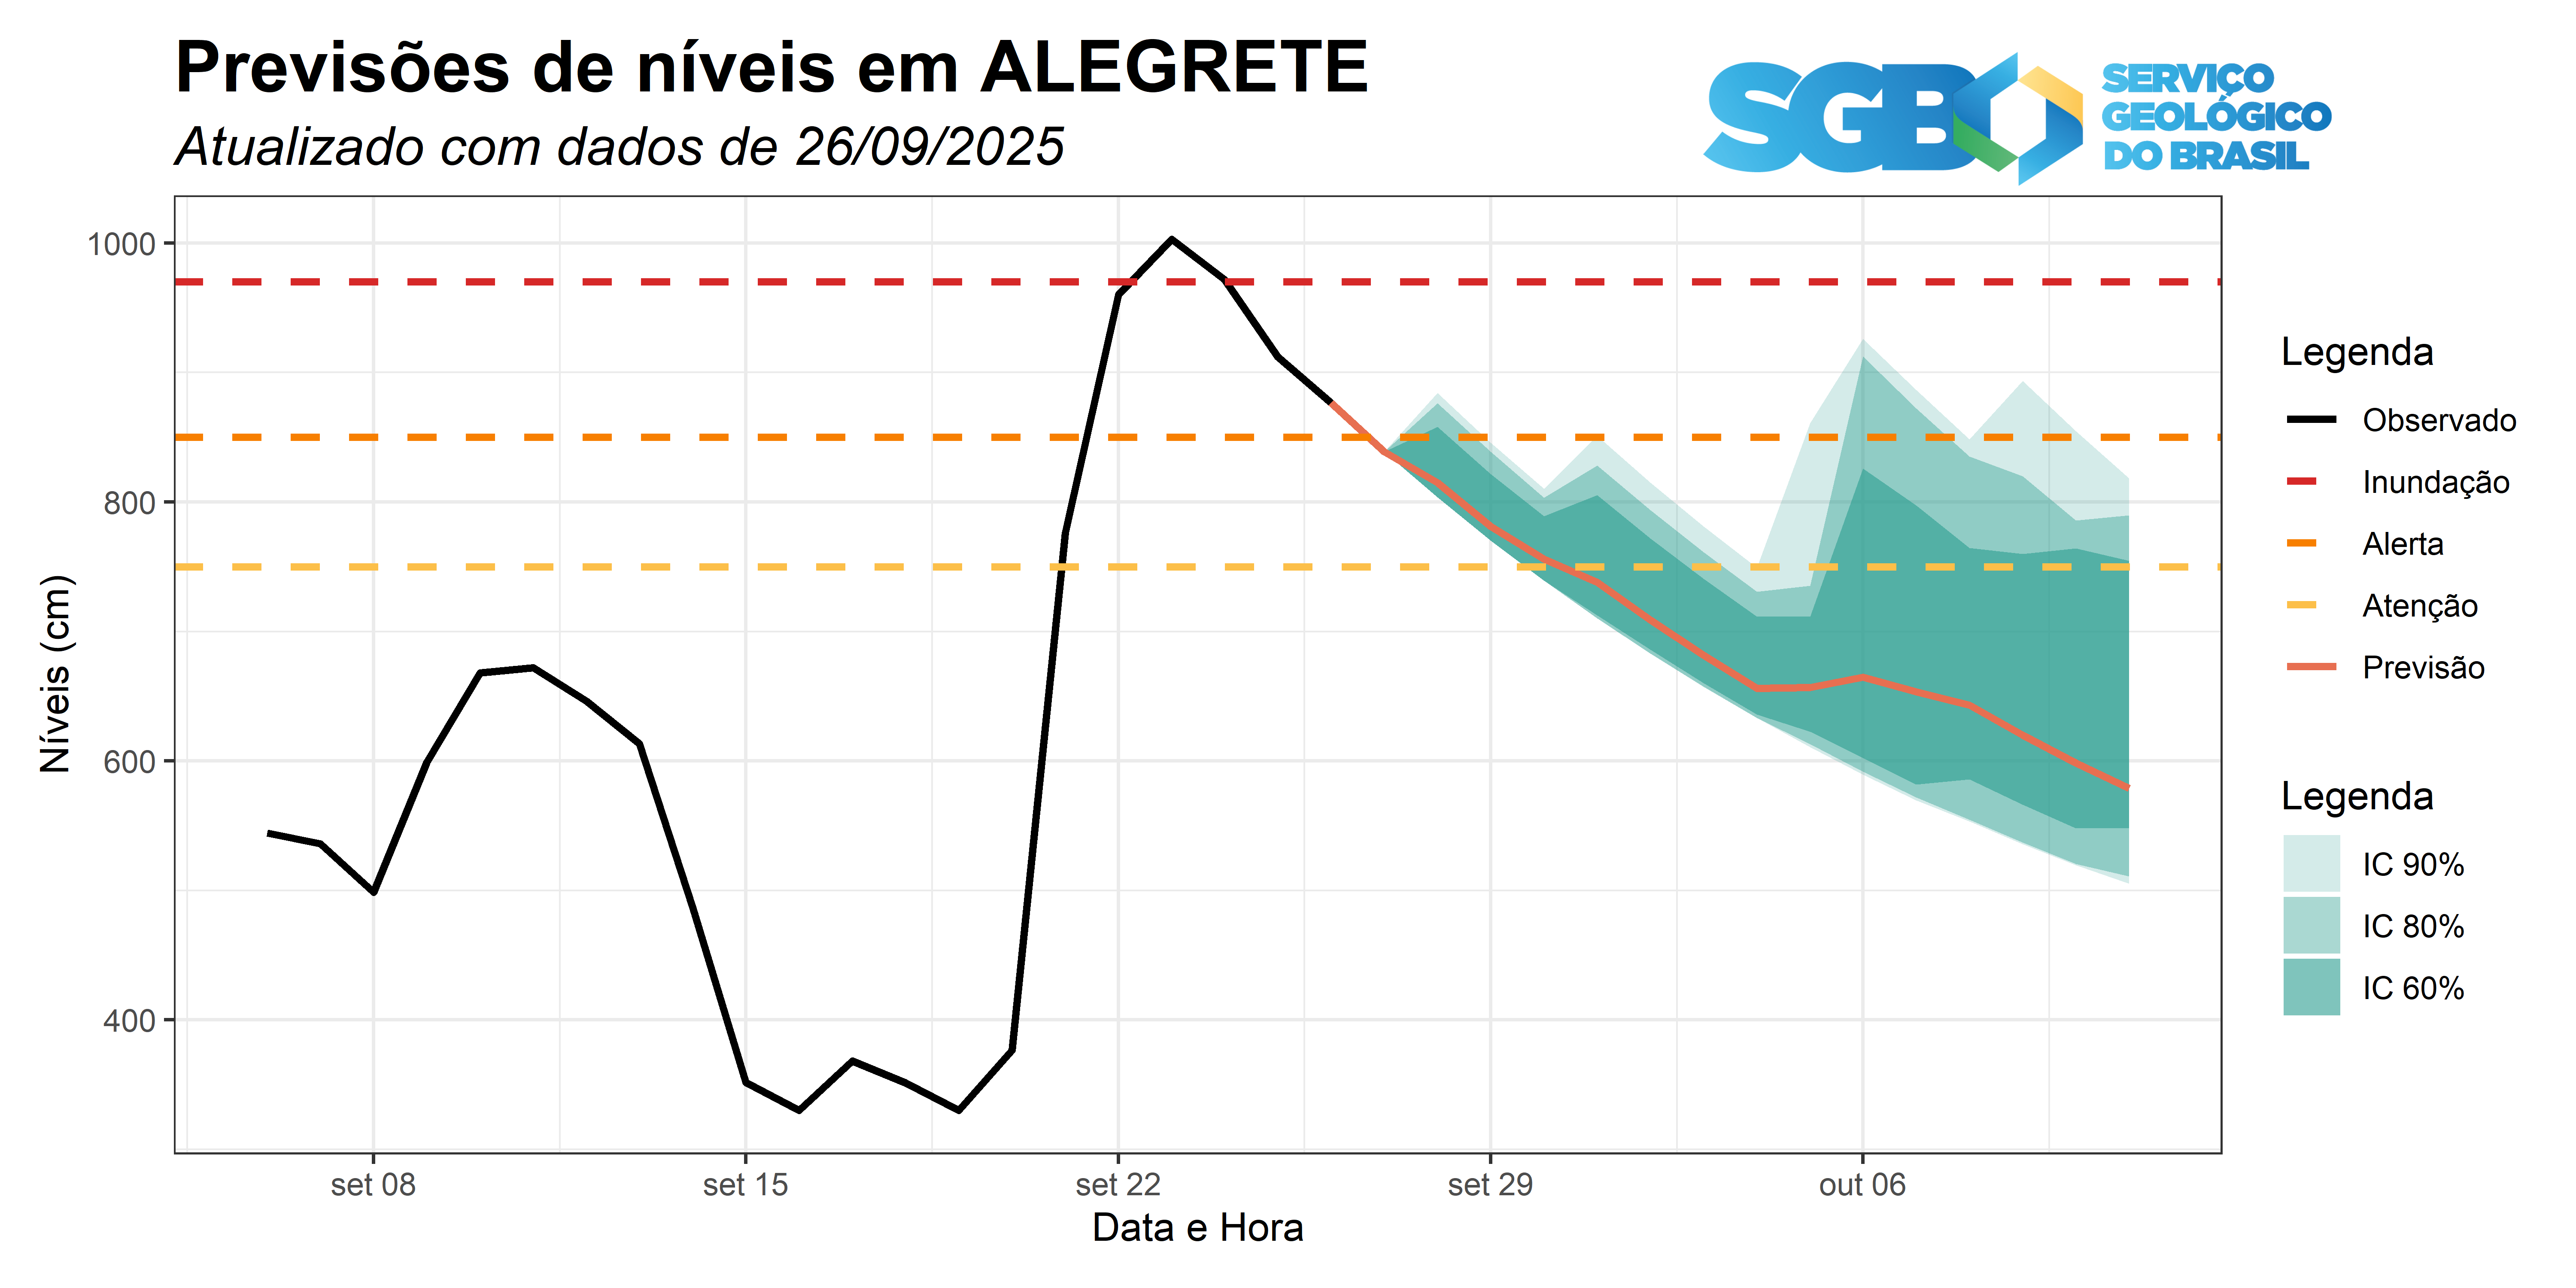 Previsões de níveis em ALEGRETE
Atualizado com dados de 26/09/2025
SGB
SERVIÇO
GEOLÓGICO
DO BRASIL
1000
800
600
400
Níveis (cm)
set 08
set 15
set 22
set 29
out 06
Data e Hora
Legenda
Observado
Inundação
Alerta
Atenção
Previsão
Legenda
IC 90%
IC 80%
IC 60%